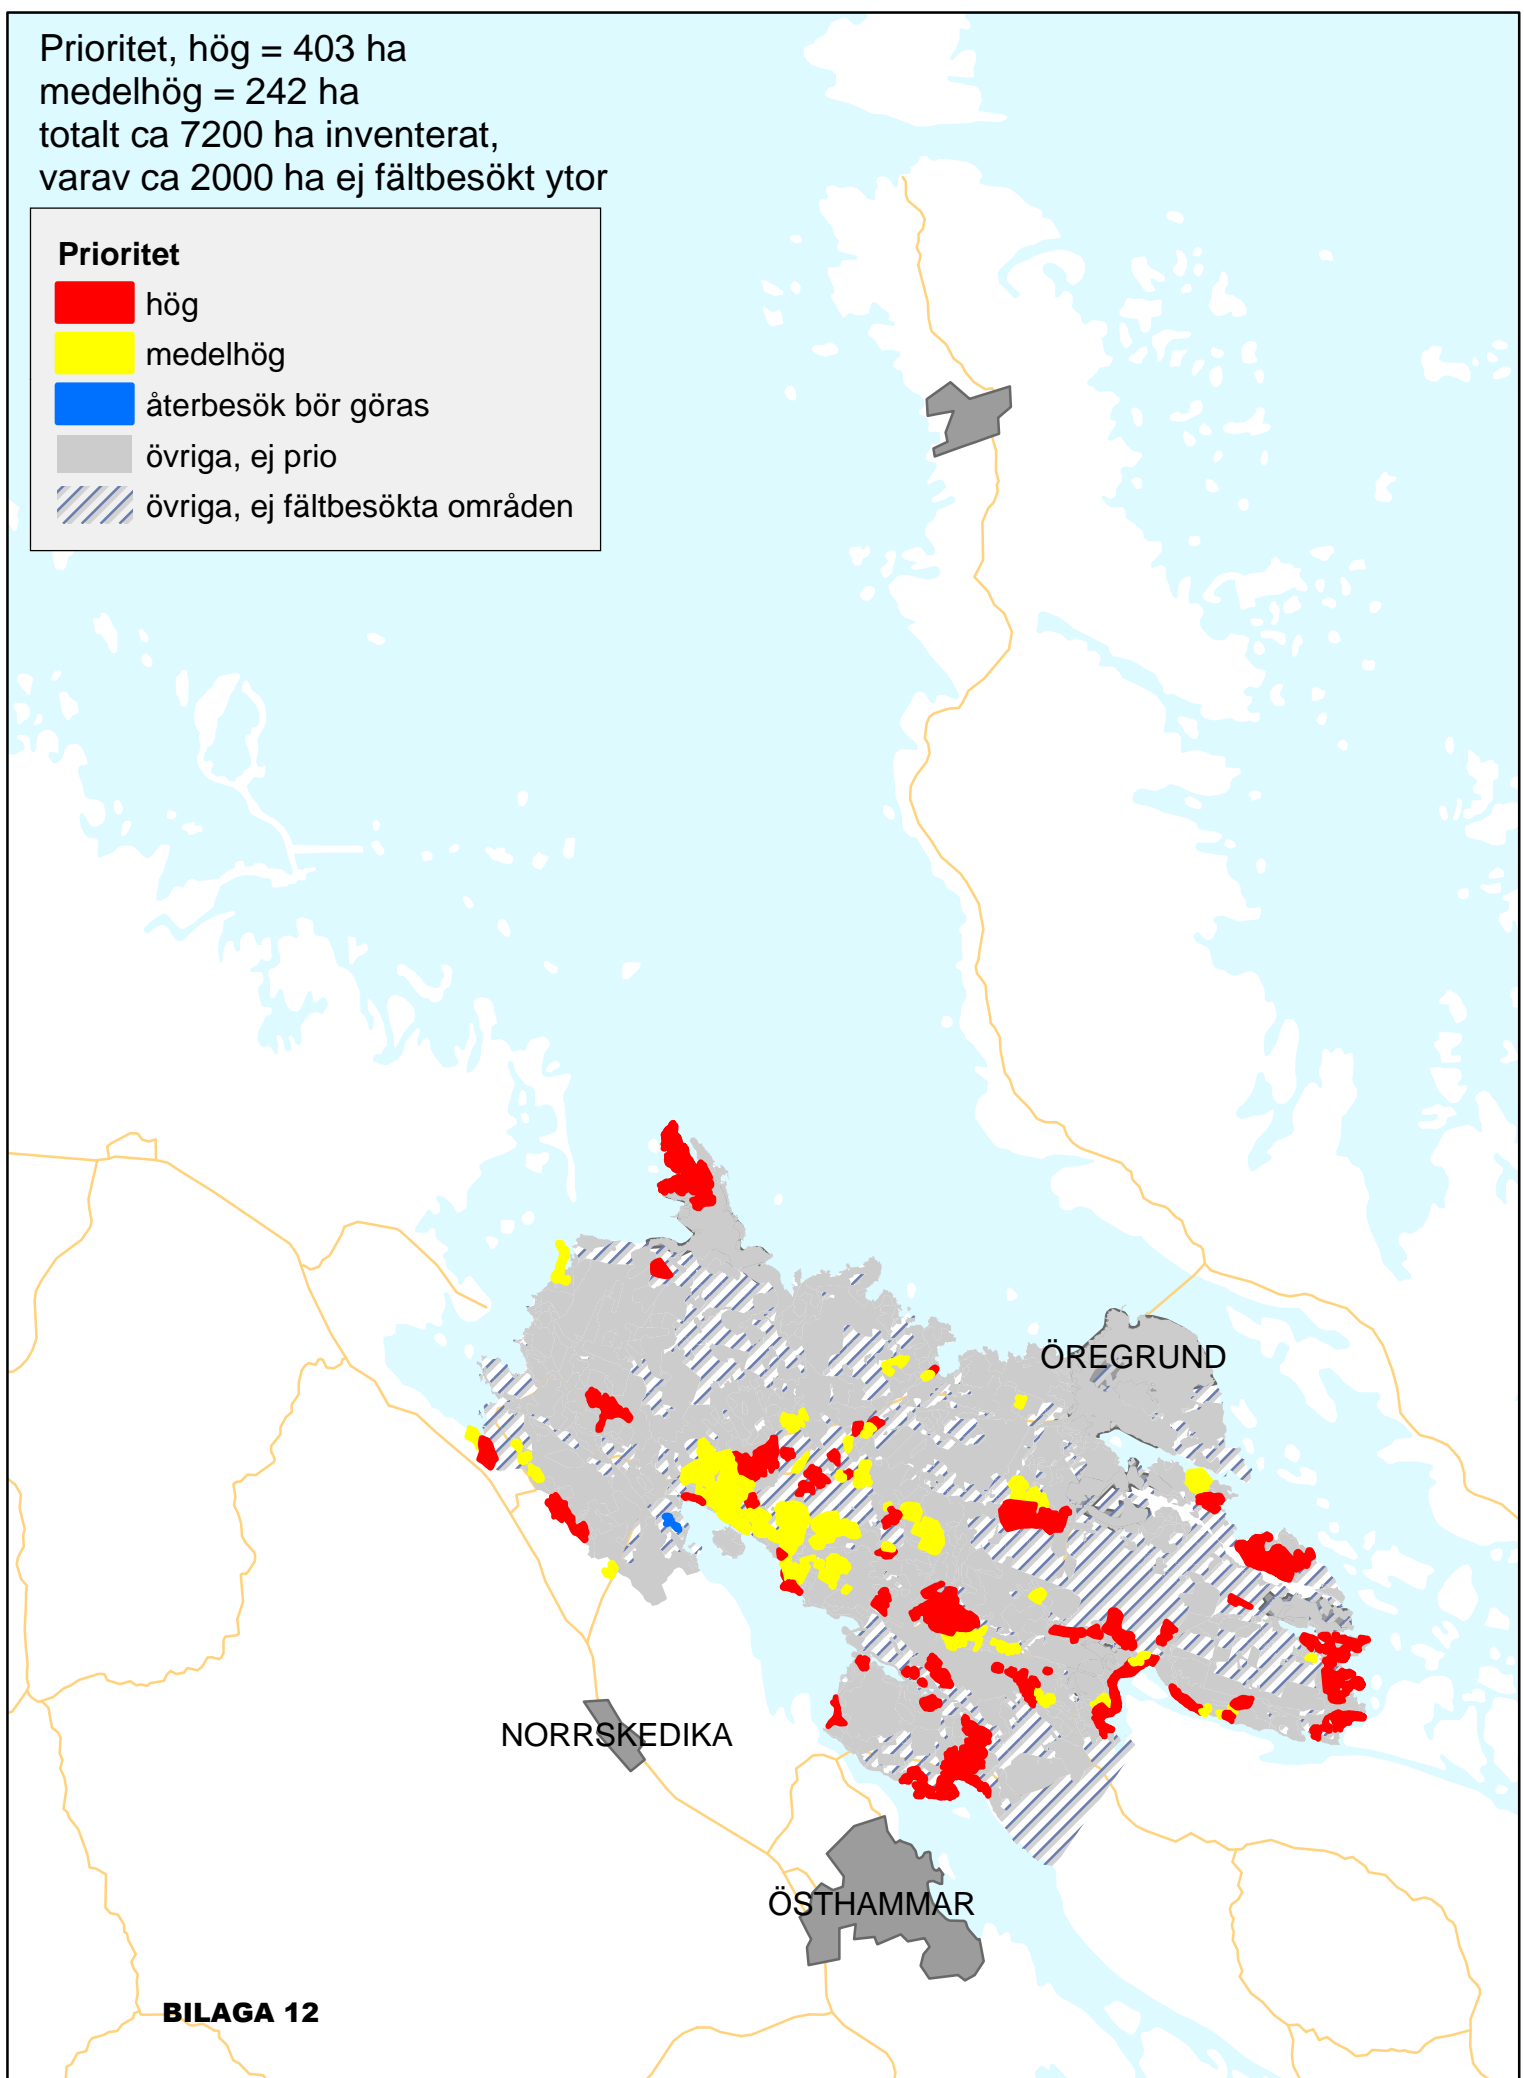 Prioritet, hög = 403 ha
medelhög = 242 ha
totalt ca 7200 ha inventerat,
varav ca 2000 ha ej fältbesökt ytor
Prioritet
hög
medelhög
återbesök bör göras
övriga, ej prio
övriga, ej fältbesökta områden
ÖREGRUND
NORRSKEDIKA
ÖSTHAMMAR
BILAGA 12